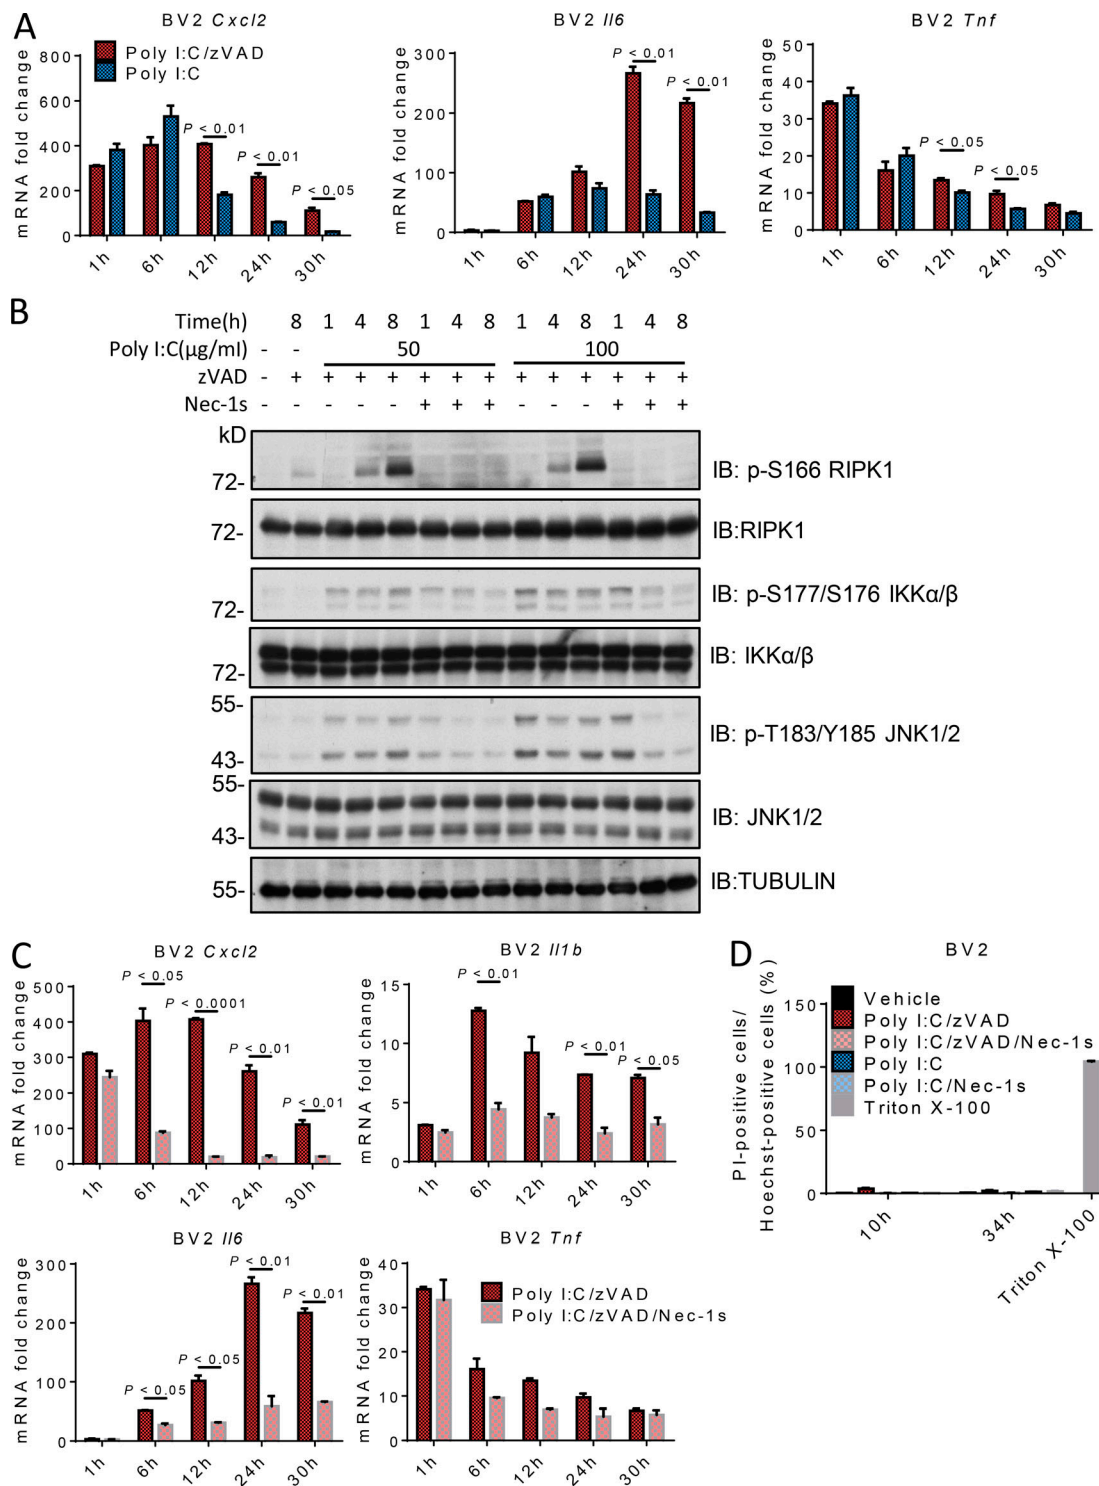 A
BV2 Cxcl2
mRNA fold change
800
600
400
200
0
Poly I:C/zVAD
Poly I:C
P < 0.01
P < 0.01
P < 0.05
1h
6h
12h
24h
30h
BV2 Il6
mRNA fold change
300
200
100
0
P < 0.01
P < 0.01
1h
6h
12h
24h
30h
BV2 Tnf
mRNA fold change
50
40
30
20
10
0
P < 0.05
P < 0.05
1h
6h
12h
24h
30h
B
Time(h) 8 1 4 8 1 4 8 1 4 8 1 4 8
Poly I:C(μg/ml) - - 50 100
zVAD - + + + + + + + + + + + + +
Nec-1s - - - - - + + + - - - + + +
kD
72- IB: p-S166 RIPK1
72- IB:RIPK1
72- IB: p-S177/S176 IKKα/β
72- IB: IKKα/β
55-
43- IB: p-T183/Y185 JNK1/2
55-
43- IB: JNK1/2
55- IB:TUBULIN
C
BV2 Cxcl2
mRNA fold change
500
400
300
200
100
0
P < 0.05
P < 0.0001
P < 0.01
P < 0.01
1h
6h
12h
24h
30h
BV2 Il1b
mRNA fold change
15
10
5
0
P < 0.01
P < 0.01
P < 0.05
1h
6h
12h
24h
30h
D
BV2
PI-positive cells/
Hoechst-positive cells (%)
150
100
50
0
Vehicle
Poly I:C/zVAD
Poly I:C/zVAD/Nec-1s
Poly I:C
Poly I:C/Nec-1s
Triton X-100
10h
34h
Triton X-100
BV2 Il6
mRNA fold change
300
200
100
0
P < 0.05
P < 0.05
P < 0.01
P < 0.01
1h
6h
12h
24h
30h
BV2 Tnf
mRNA fold change
40
30
20
10
0
Poly I:C/zVAD
Poly I:C/zVAD/Nec-1s
1h
6h
12h
24h
30h